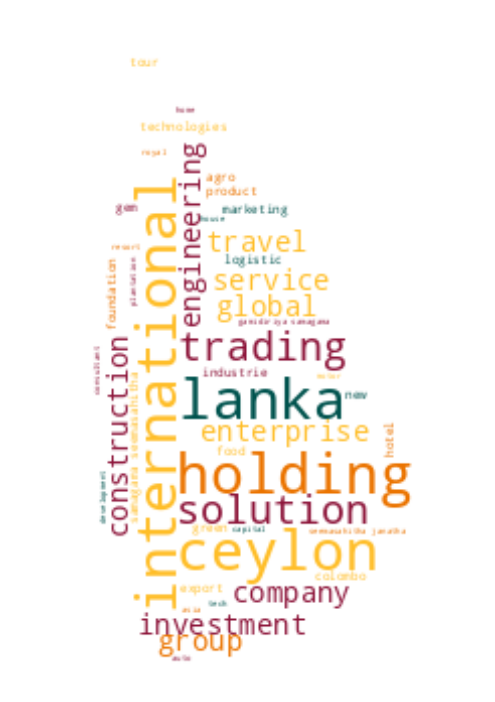 tour
home
technologies
royal
engineering
agro
product
international
gem
marketing
house
travel
resort
logistic
foundation
plantation
service
global
gamidiriya samagama
trading
construction
consultant
industrie
samagama seemasahitha
lanka
new
enterprise
hotel
food
holding
development
solution
green
capital
seemasahitha janatha
ceylon
colombo
export
company
tech
asia
investment
group
auto